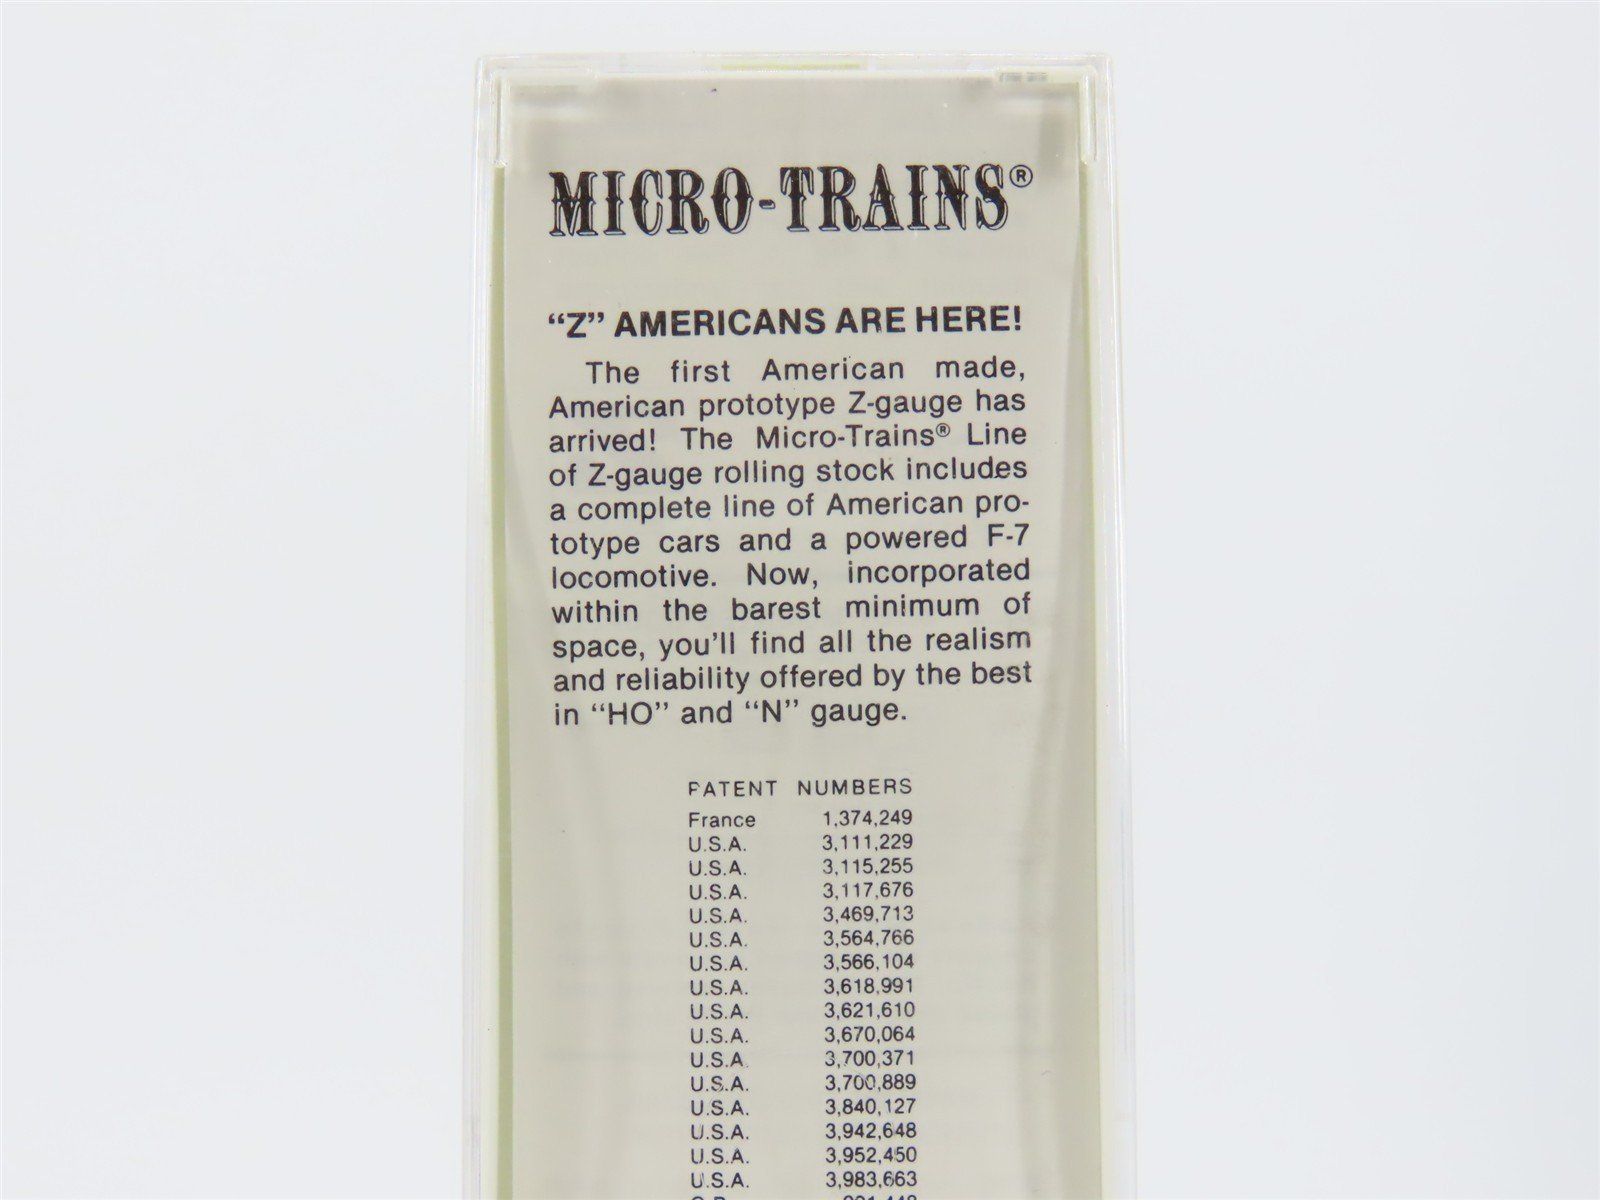 MICRO-TRAINS®
“Z” AMERICANS ARE HERE!
The first American made,
American prototype Z-gauge has
arrived! The Micro-Trains® Line
of Z-gauge rolling stock includes
a complete line of American pro-
totype cars and a powered F-7
locomotive. Now, incorporated
within the barest minimum of
space, you'll find all the realism
and reliability offered by the best
in “HO” and “N” gauge.
PATENT NUMBERS
France 1,374,249
U.S.A. 3,111,229
U.S.A. 3,115,255
U.S.A. 3,117,676
U.S.A. 3,469,713
U.S.A. 3,564,766
U.S.A. 3,566,104
U.S.A. 3,618,991
U.S.A. 3,621,610
U.S.A. 3,670,064
U.S.A. 3,700,371
U.S.A. 3,700,889
U.S.A. 3,840,127
U.S.A. 3,942,648
U.S.A. 3,952,450
U.S.A. 3,983,663